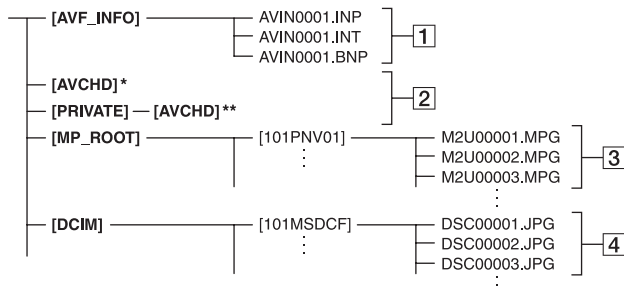 [AVF_INFO] AVIN0001.INP
AVIN0001.INT 1
AVIN0001.BNP
[AVCHD] *
2
[PRIVATE] [AVCHD] **
[MP_ROOT] [101PNV01] M2U00001.MPG
M2U00002.MPG 3
M2U00003.MPG
[DCIM] [101MSDCF] DSC00001.JPG
DSC00002.JPG 4
DSC00003.JPG